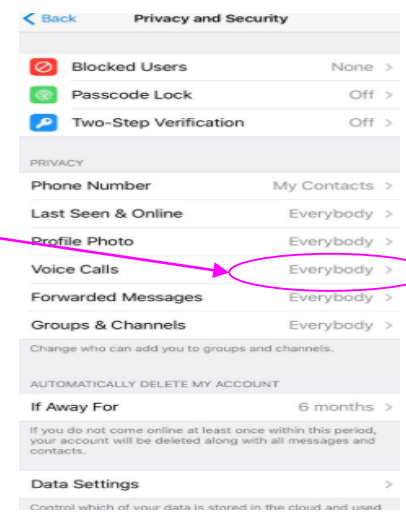 Back Privacy and Security
Blocked Users None
Passcode Lock Off
Two-Step Verification Off
PRIVACY
Phone Number My Contacts
Last Seen & Online Everybody
Profile Photo Everybody
Voice Calls Everybody
Forwarded Messages Everybody
Groups & Channels Everybody
Change who can add you to groups and channels.
AUTOMATICALLY DELETE MY ACCOUNT
If Away For 6 months
If you do not come online at least once within this period,
your account will be deleted along with all messages and
contacts.
Data Settings
Control which of your data is stored in the cloud and used